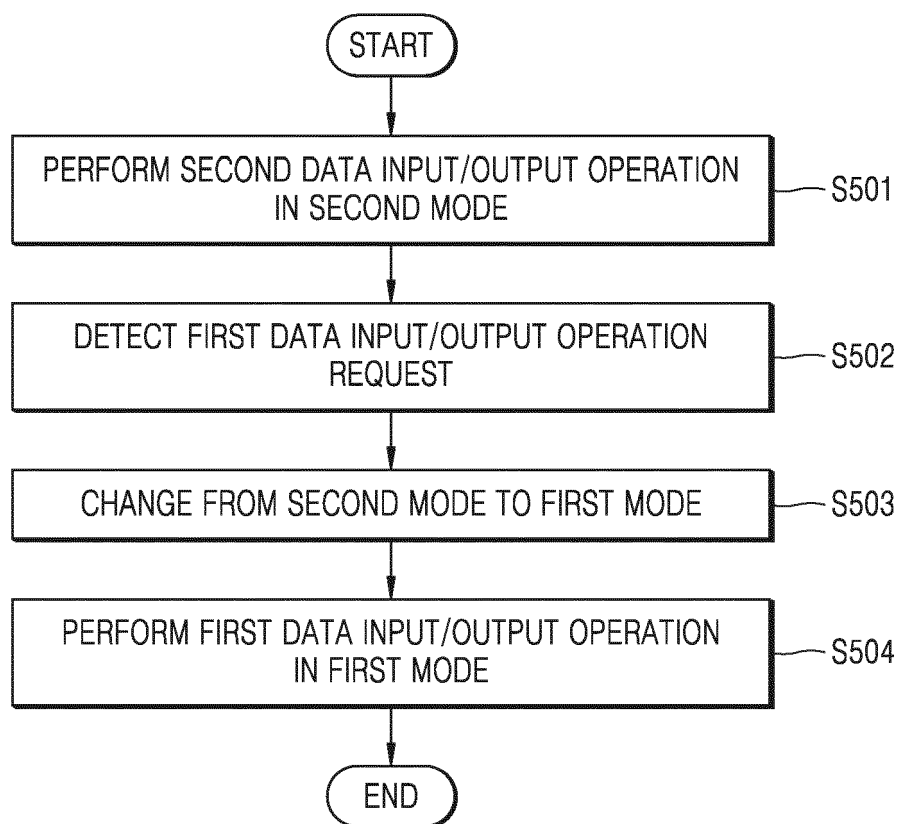 START
PERFORM SECOND DATA INPUT/OUTPUT OPERATION
IN SECOND MODE
S501
DETECT FIRST DATA INPUT/OUTPUT OPERATION
REQUEST
S502
CHANGE FROM SECOND MODE TO FIRST MODE
S503
PERFORM FIRST DATA INPUT/OUTPUT OPERATION
IN FIRST MODE
S504
END